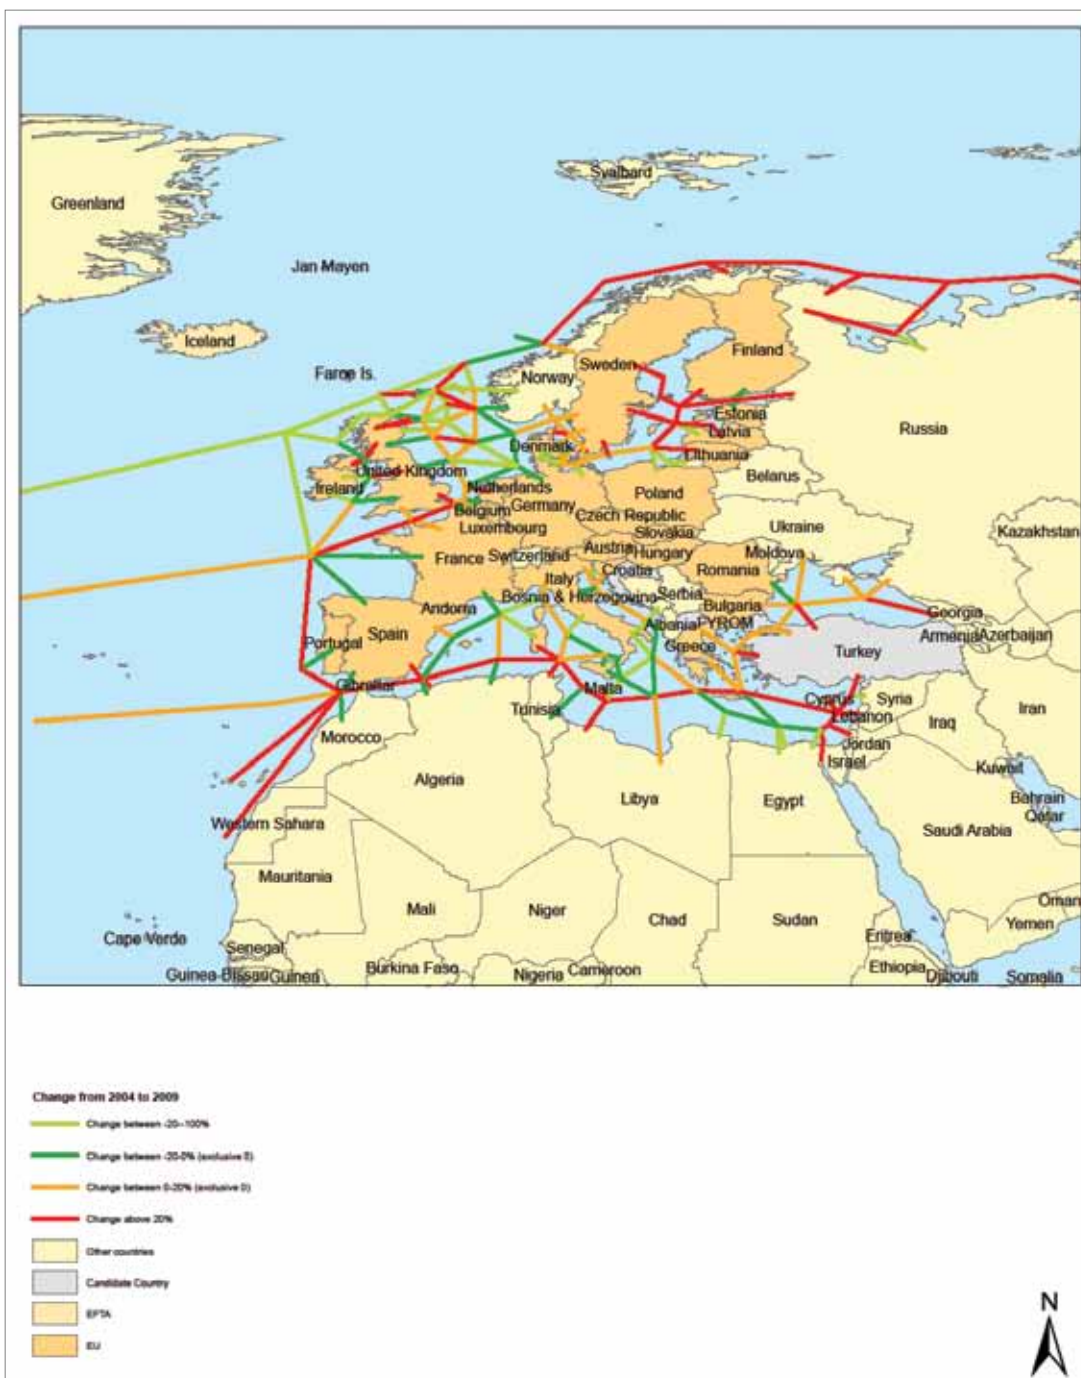 Greenland
Svalbard
Jan Mayen
Iceland
Faroe Is.
Norway
Sweden
Finland
Estonia
Latvia
Lithuania
Russia
Denmark
United Kingdom
Ireland
Netherlands
Belgium
Germany
Luxembourg
Poland
Belarus
Czech Republic
Slovakia
Ukraine
Kazakhstan
France
Switzerland
Austria
Hungary
Moldova
Croatia
Romania
Italy
Bosnia & Herzegovina
Serbia
Andorra
Bulgaria
Albania
FYROM
Georgia
Portugal
Spain
Greece
Armenia
Azerbaijan
Turkey
Gibraltar
Malta
Cyprus
Syria
Lebanon
Tunisia
Iraq
Iran
Morocco
Jordan
Israel
Kuwait
Algeria
Libya
Egypt
Bahrain
Qatar
Western Sahara
Saudi Arabia
Mauritania
Oman
Mali
Niger
Chad
Sudan
Yemen
Cape Verde
Eritrea
Senegal
Guinea-Bissau
Guinea
Burkina Faso
Nigeria
Cameroon
Ethiopia
Djibouti
Somalia
Change from 2004 to 2009
Change between -20--100%
Change between -20-0% (exclusive 0)
Change between 0-20% (exclusive 0)
Change above 20%
Other countries
Candidate Country
EFTA
EU
N